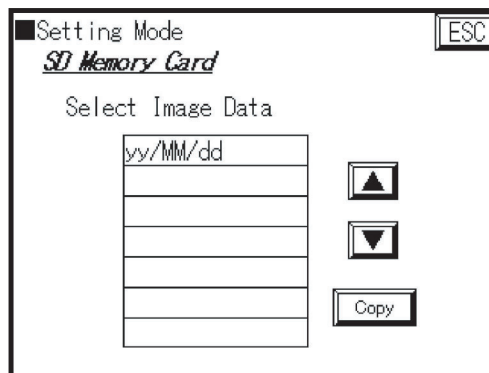 ■Setting Mode
ESC
SD Memory Card
Select Image Data
yy/MM/dd
▲
▼
Copy